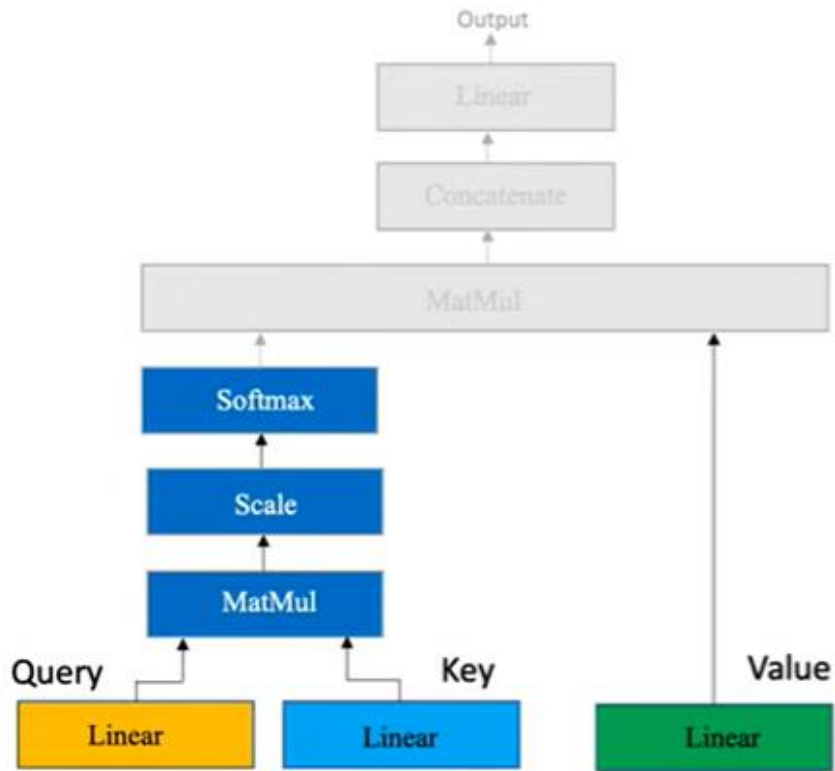 Output
Linear
Concatenate
MatMul
Softmax
Scale
MatMul
Query
Key
Value
Linear
Linear
Linear